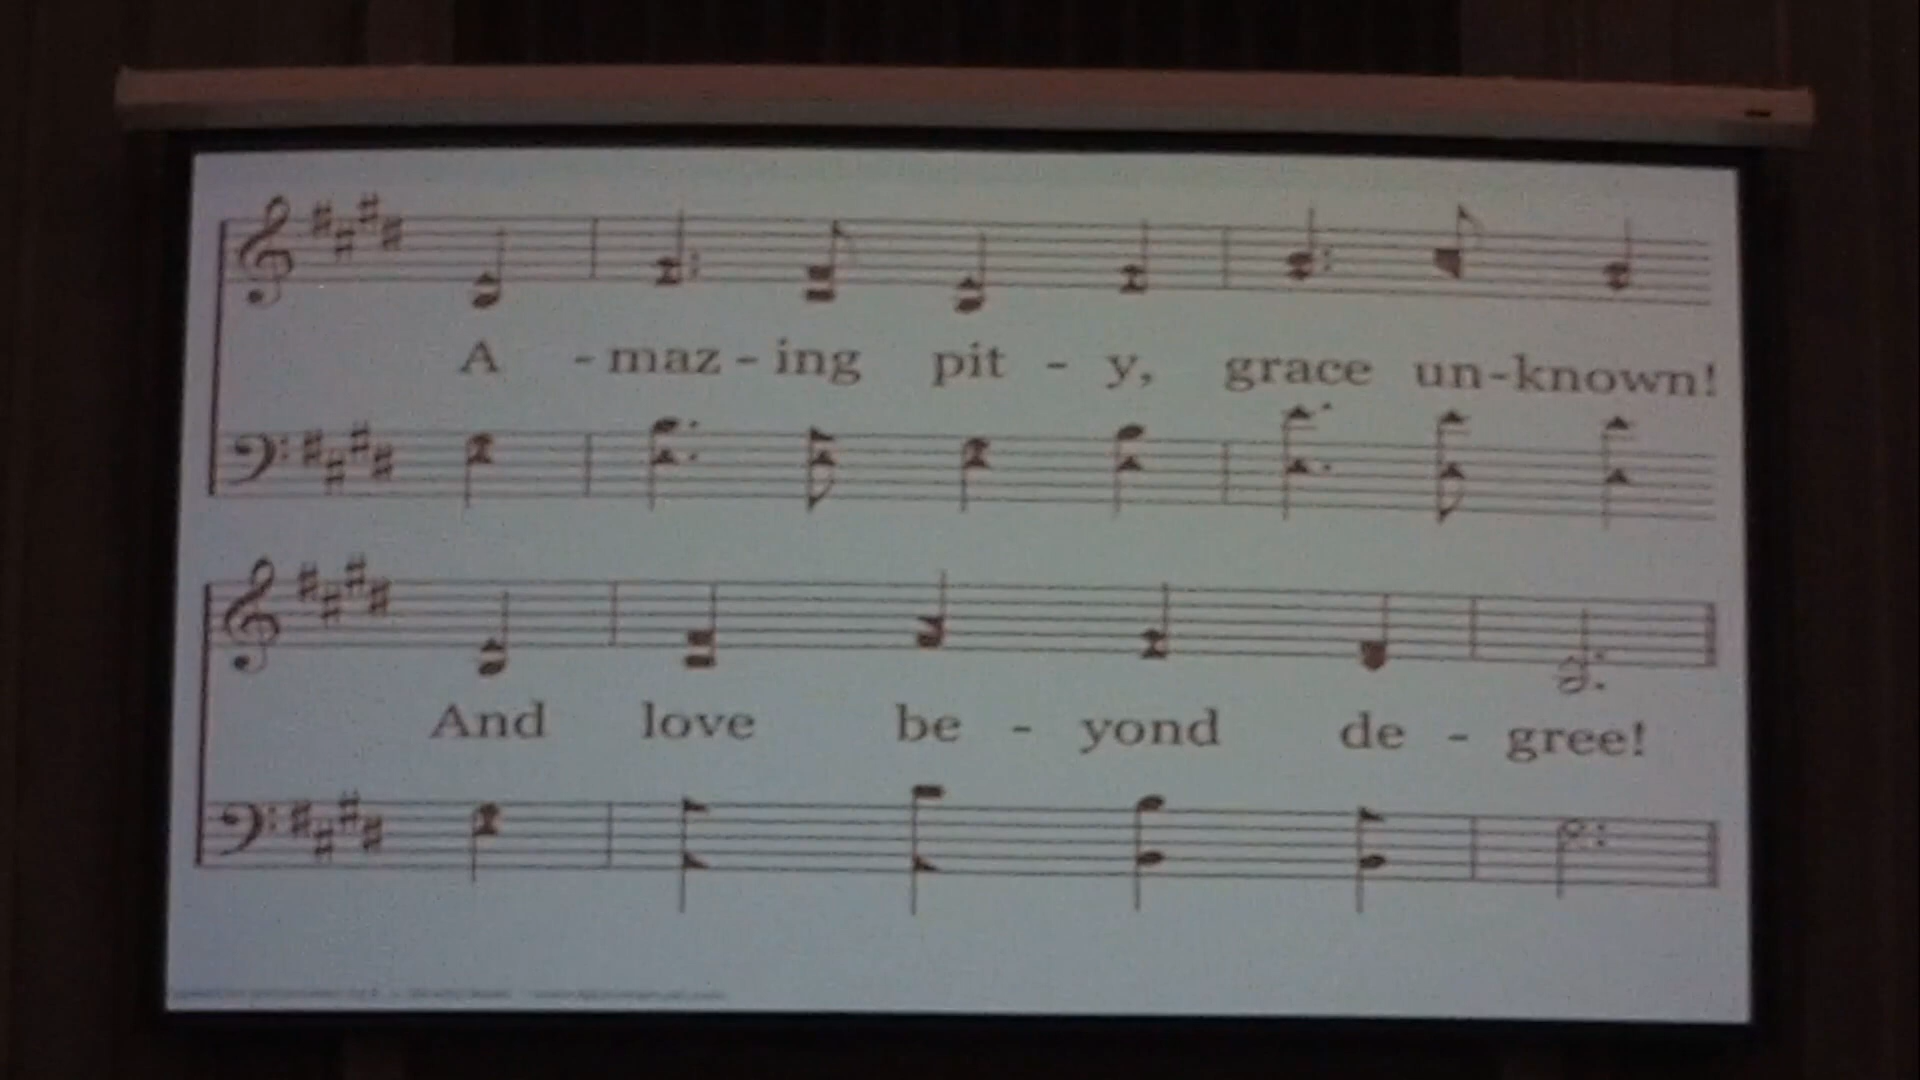 A - maz - ing pit - y, grace un-known!
And love be - yond de - gree!